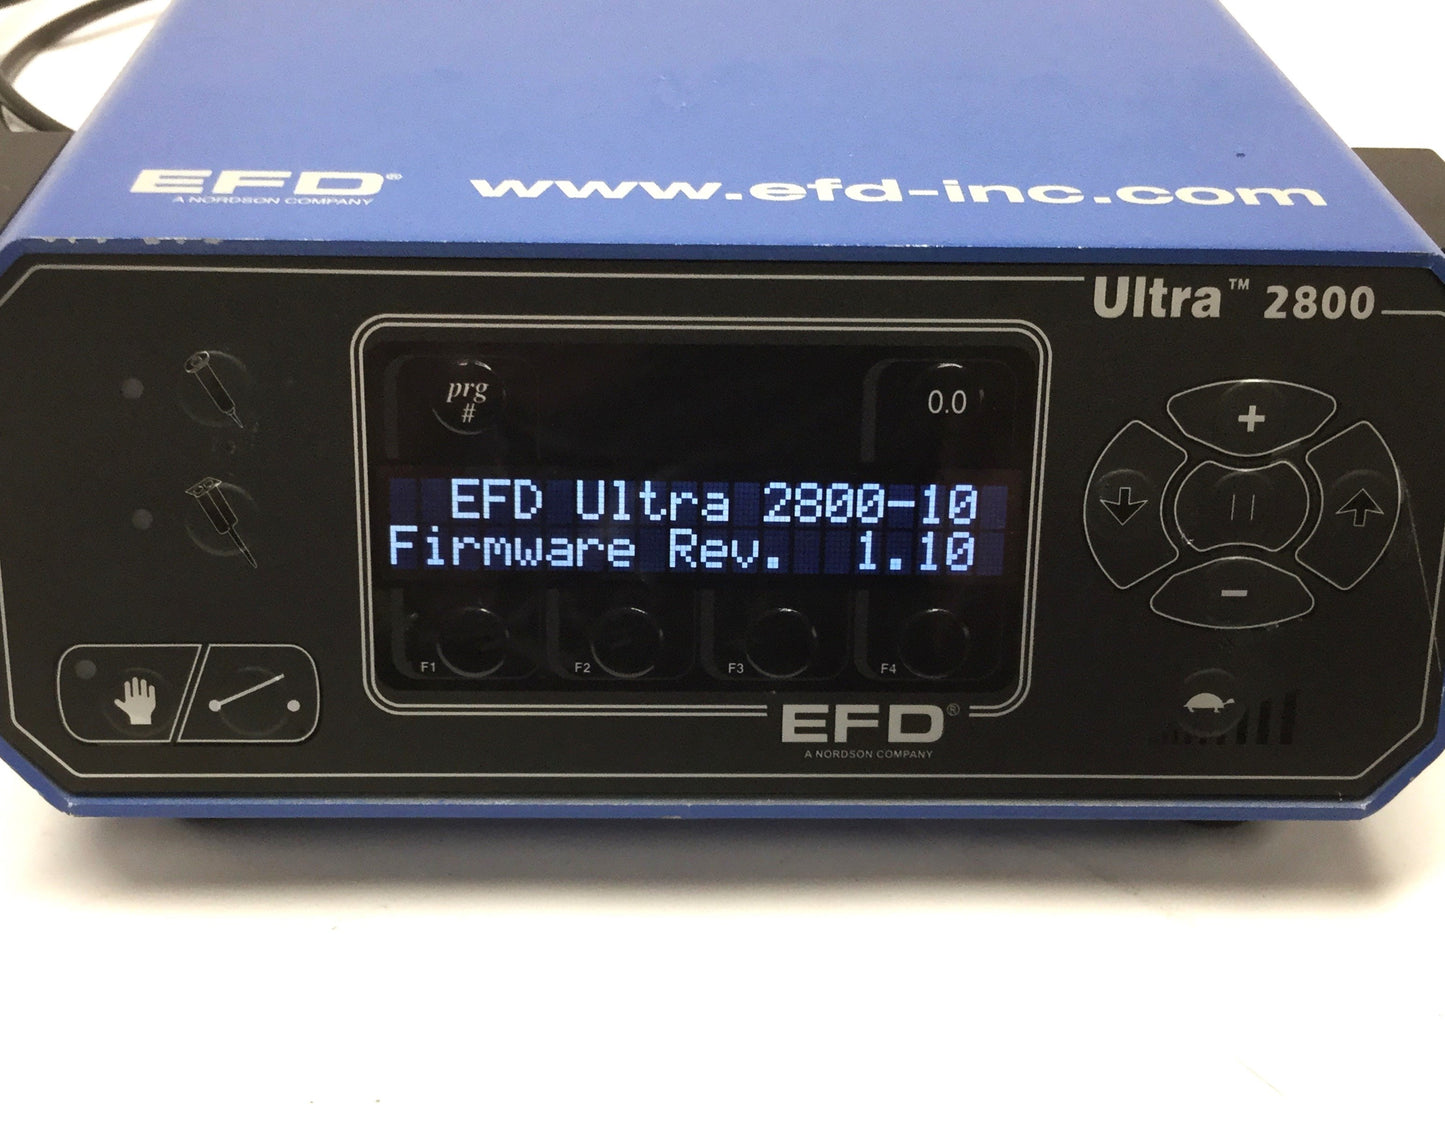 EFD®
A NORDSON COMPANY
www.efd-inc.com
Ultra™ 2800
prg
#
0.0
EFD Ultra 2800-10
Firmware Rev. 1.10
F1
F2
F3
F4
+
-
EFD®
A NORDSON COMPANY